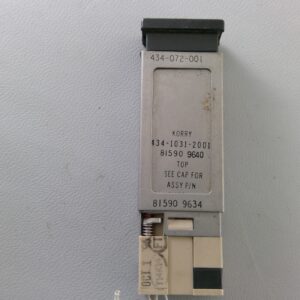 434-072-001
KORRY
434-1031-2001
81590 9640
TOP
SEE CAP FOR
ASSY P/N
81590 9634